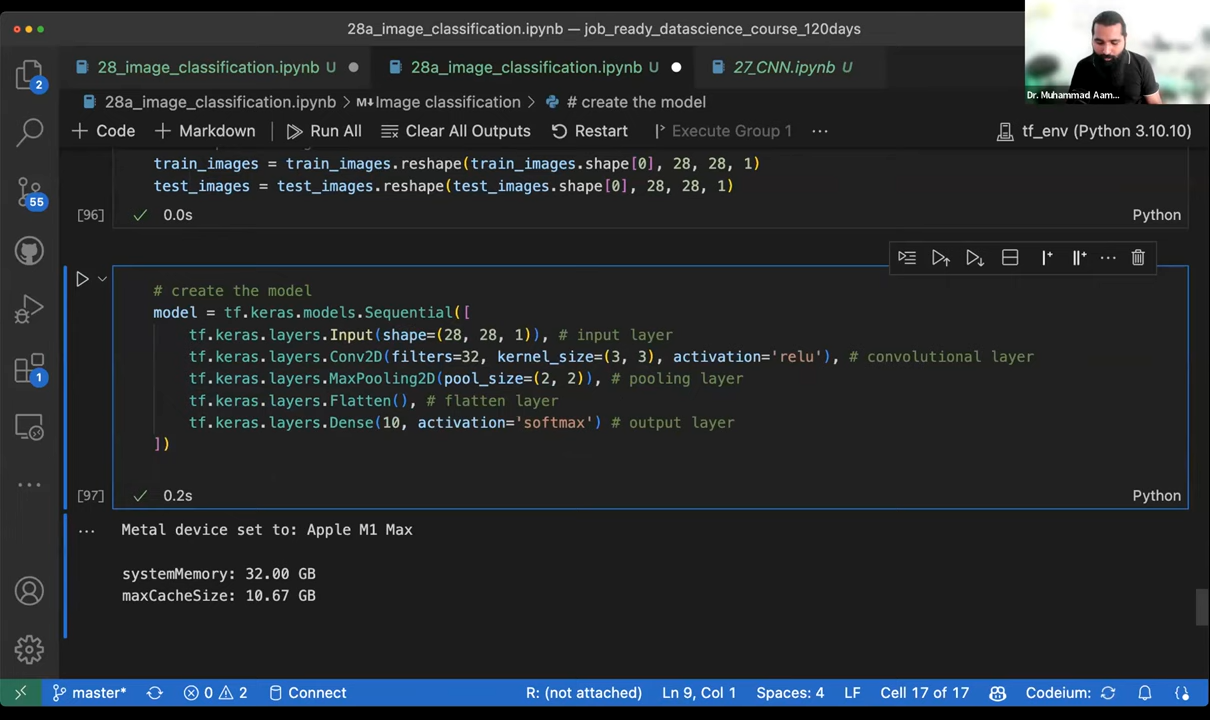 28a_image_classification.ipynb — job_ready_datascience_course_120days
28_image_classification.ipynb U
28a_image_classification.ipynb U
27_CNN.ipynb U
28a_image_classification.ipynb > M↓Image classification > # create the model
+ Code + Markdown Run All Clear All Outputs Restart Execute Group 1 ...
tf_env (Python 3.10.10)
Dr. Muhammad Aam...
2
55
1
train_images = train_images.reshape(train_images.shape[0], 28, 28, 1)
test_images = test_images.reshape(test_images.shape[0], 28, 28, 1)
[96] ✓ 0.0s Python
# create the model
model = tf.keras.models.Sequential([
tf.keras.layers.Input(shape=(28, 28, 1)), # input layer
tf.keras.layers.Conv2D(filters=32, kernel_size=(3, 3), activation='relu'), # convolutional layer
tf.keras.layers.MaxPooling2D(pool_size=(2, 2)), # pooling layer
tf.keras.layers.Flatten(), # flatten layer
tf.keras.layers.Dense(10, activation='softmax') # output layer
])
[97] ✓ 0.2s Python
... Metal device set to: Apple M1 Max
systemMemory: 32.00 GB
maxCacheSize: 10.67 GB
master* 0 2 Connect R: (not attached) Ln 9, Col 1 Spaces: 4 LF Cell 17 of 17 Codeium: